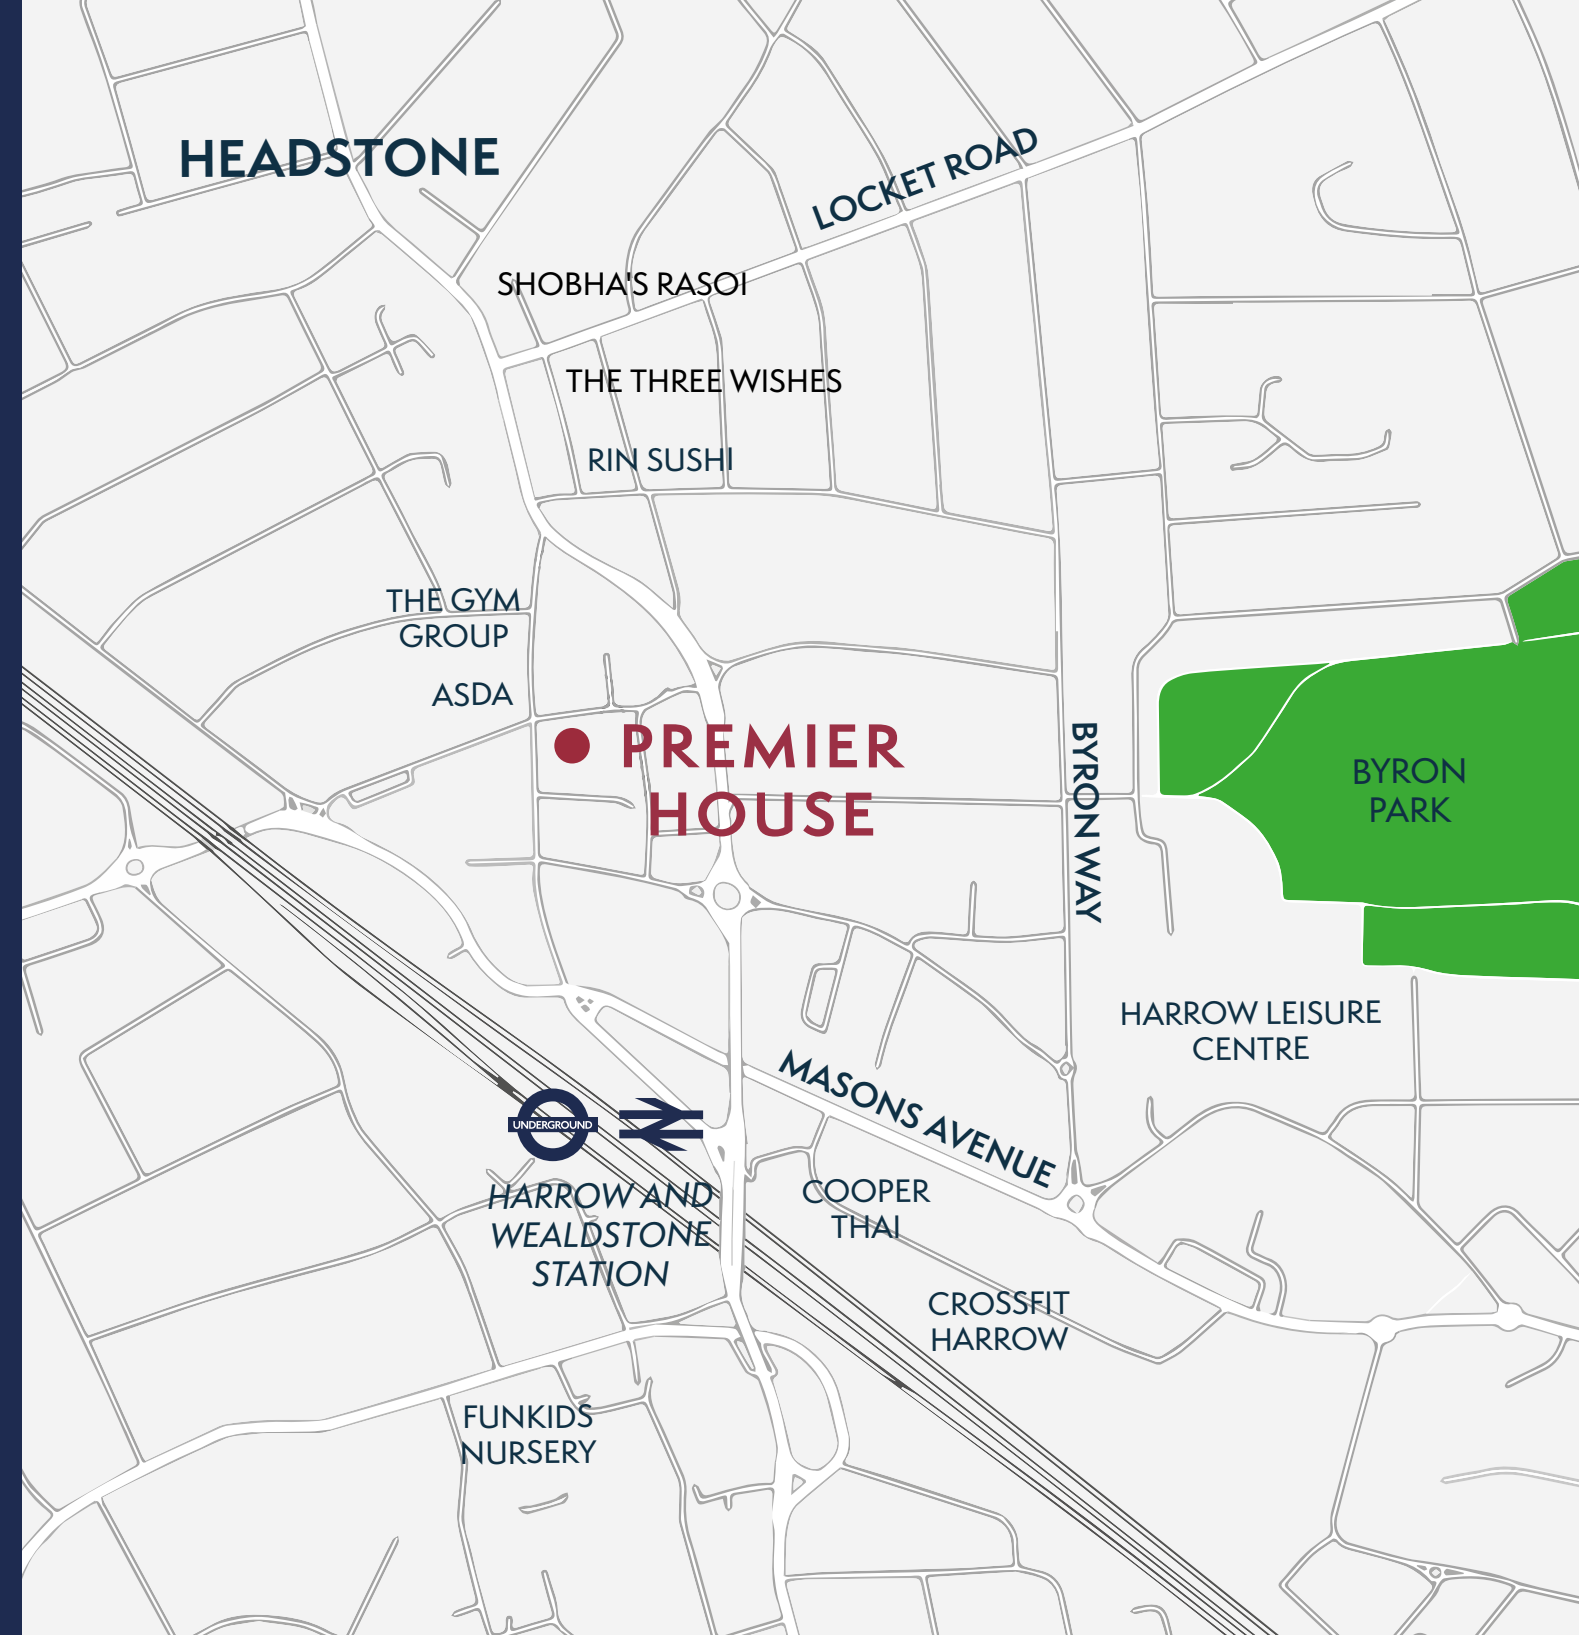 HEADSTONE
LOCKET ROAD
SHOBHA'S RASOI
THE THREE WISHES
RIN SUSHI
THE GYM
GROUP
ASDA
PREMIER
HOUSE
BYRON WAY
BYRON
PARK
HARROW LEISURE
CENTRE
MASONS AVENUE
UNDERGROUND
HARROW AND
WEALDSTONE
STATION
COOPER
THAI
CROSSFIT
HARROW
FUNKIDS
NURSERY